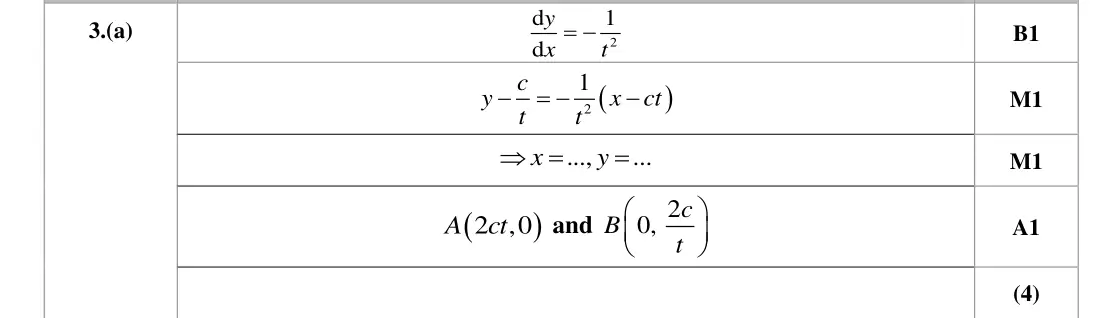 3.(a) dy/dx = −1/t² B1
y − c/t = −1/t² (x − ct) M1
⇒ x = ..., y = ... M1
A(2ct, 0) and B(0, 2c/t) A1
(4)